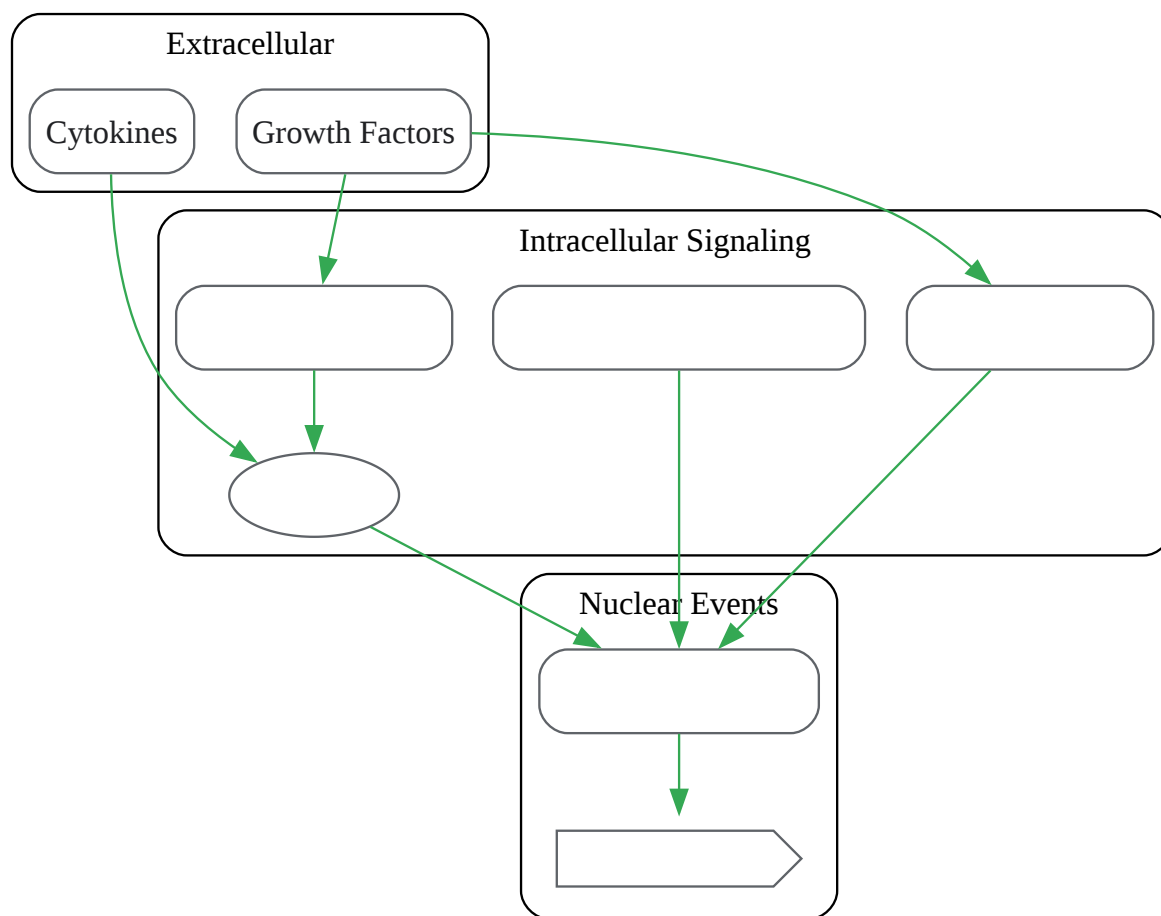 Extracellular
Cytokines
Growth Factors
Intracellular Signaling
Nuclear Events